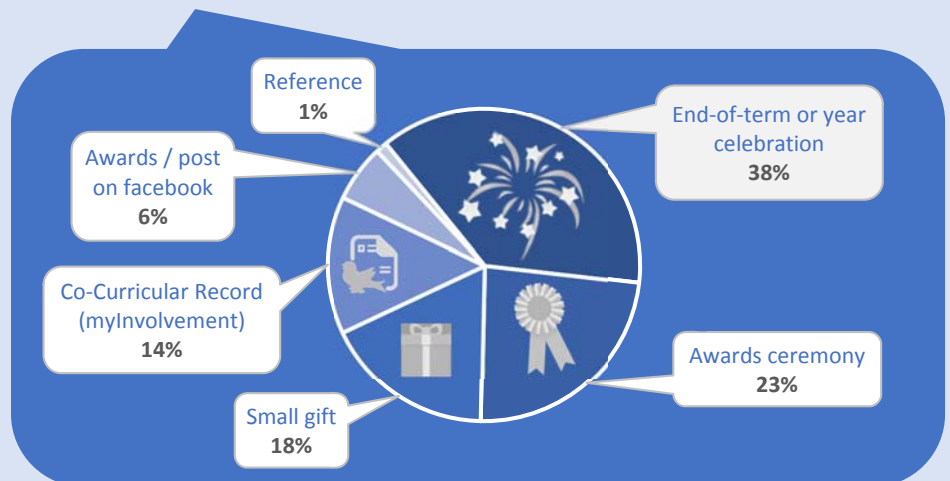 Reference
1%
End-of-term or year
celebration
38%
Awards / post
on facebook
6%
Co-Curricular Record
(myInvolvement)
14%
Awards ceremony
23%
Small gift
18%